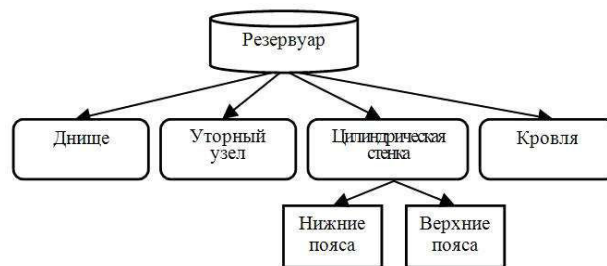 Резервуар
Днище
Уторный
узел
Цилиндрическая
стенка
Кровля
Нижние
пояса
Верхние
пояса